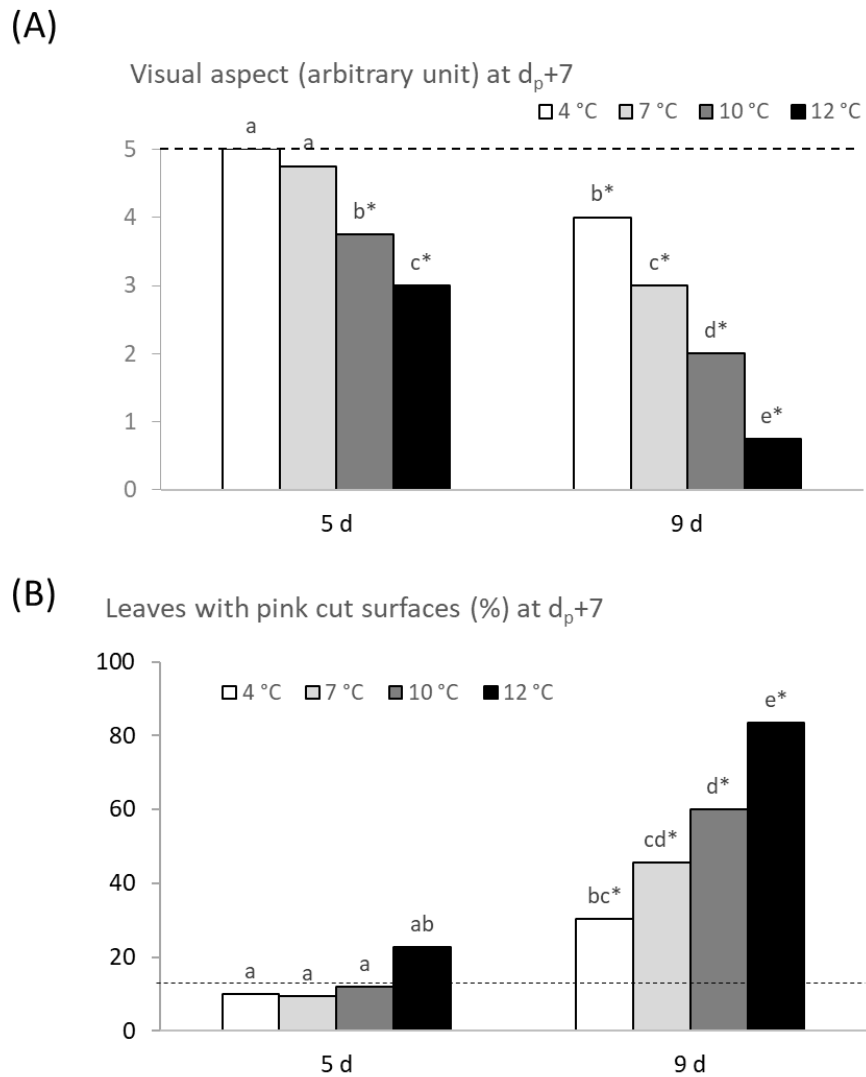 (A)
Visual aspect (arbitrary unit) at dp+7
4 °C 7 °C 10 °C 12 °C
a
a
5
b*
b*
4
c*
c*
3
d*
2
e*
1
0
5 d 9 d
(B)
Leaves with pink cut surfaces (%) at dp+7
100
4 °C 7 °C 10 °C 12 °C
e*
80
d*
60
cd*
40
bc*
ab
20
a a a
0
5 d 9 d